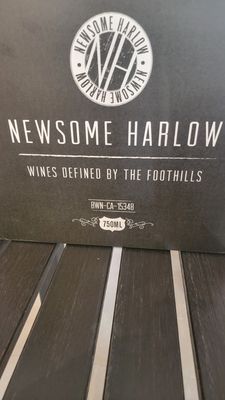 NEWSOME HARLOW
NH
NEWSOME HARLOW
NEWSOME HARLOW
WINES DEFINED BY THE FOOTHILLS
BWN-CA-15348
750ML